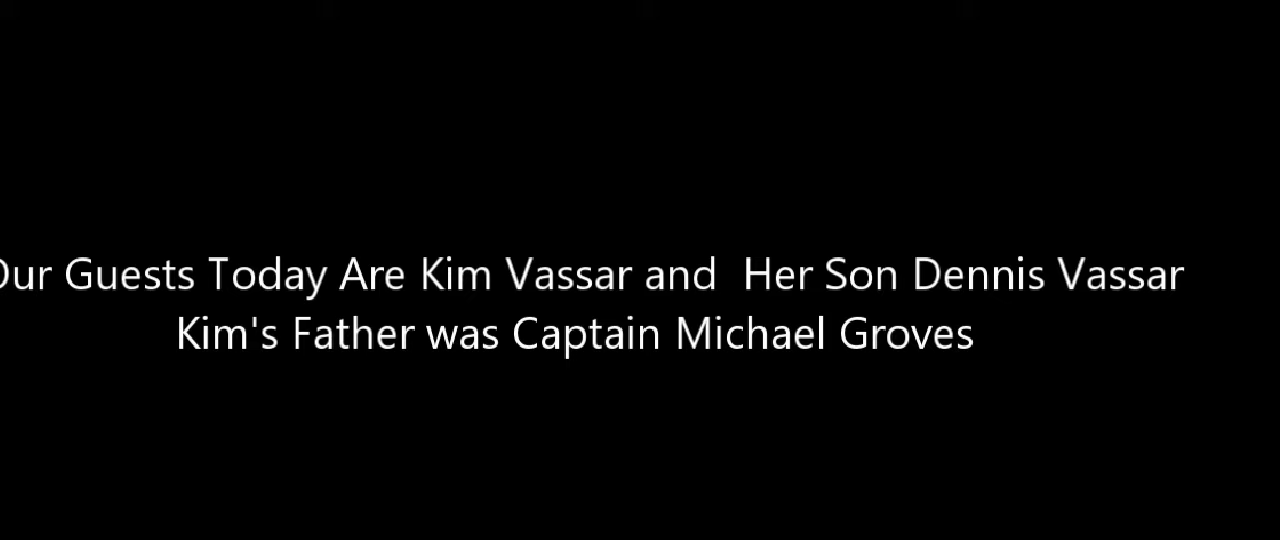 Our Guests Today Are Kim Vassar and  Her Son Dennis Vassar
Kim's Father was Captain Michael Groves